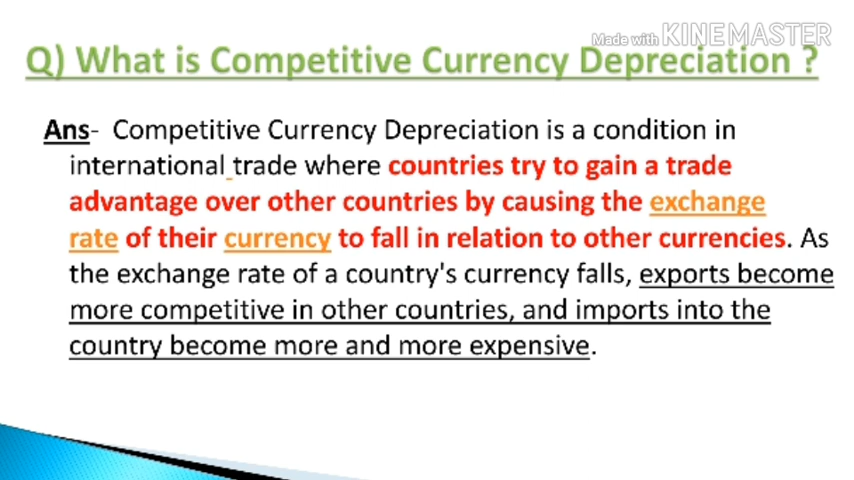 Made with KINEMASTER
Q) What is Competitive Currency Depreciation ?
Ans- Competitive Currency Depreciation is a condition in
international trade where countries try to gain a trade
advantage over other countries by causing the exchange
rate of their currency to fall in relation to other currencies. As
the exchange rate of a country's currency falls, exports become
more competitive in other countries, and imports into the
country become more and more expensive.